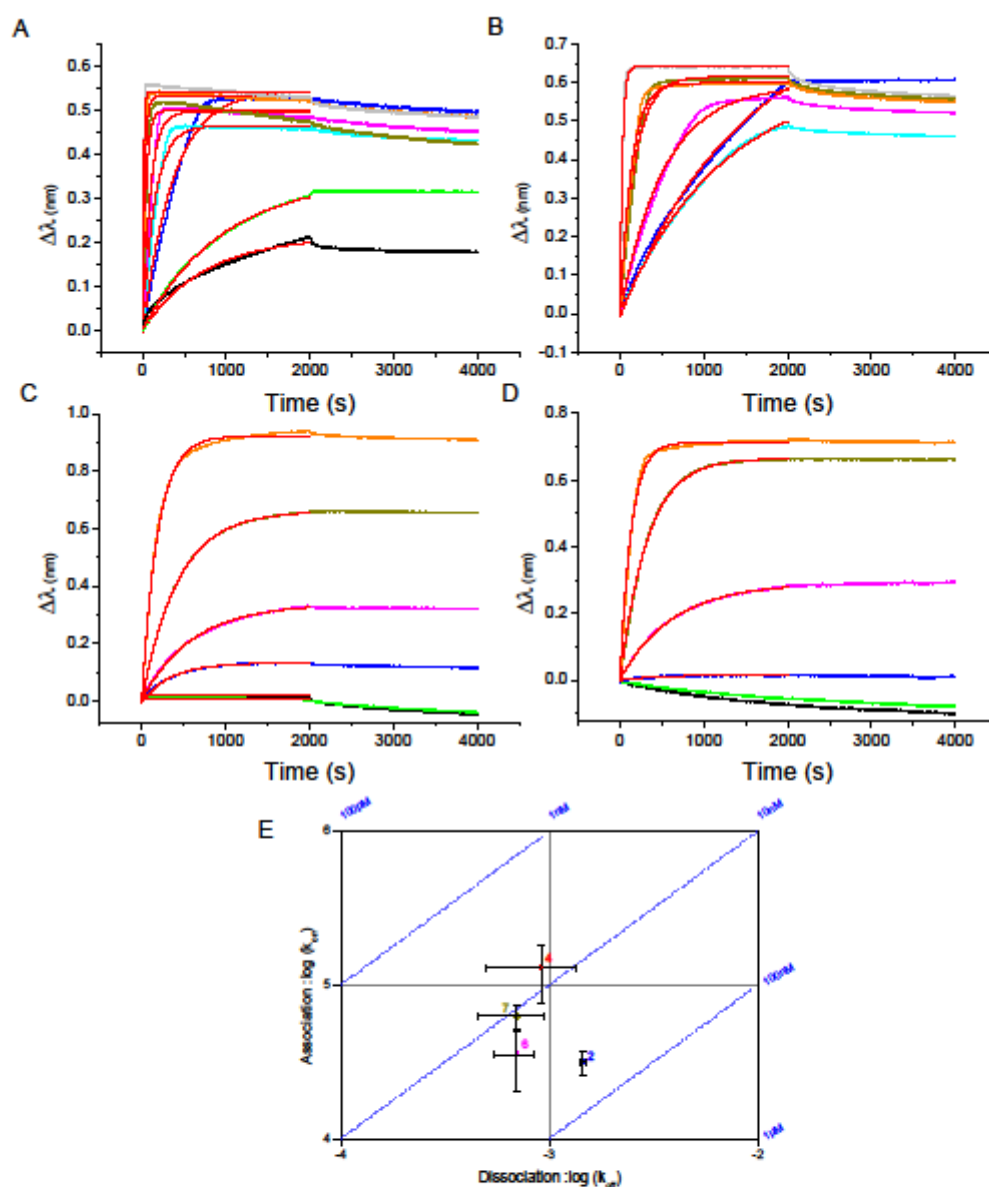 A
B
0.6
0.5
0.4
0.3
0.2
0.1
0.0
Δλ (nm)
0 1000 2000 3000 4000
Time (s)
0.7
0.6
0.5
0.4
0.3
0.2
0.1
0.0
-0.1
Δλ (nm)
0 1000 2000 3000 4000
Time (s)
C
D
1.0
0.8
0.6
0.4
0.2
0.0
Δλ (nm)
0 1000 2000 3000 4000
Time (s)
0.8
0.6
0.4
0.2
0.0
Δλ (nm)
0 1000 2000 3000 4000
Time (s)
E
100pM
1nM
10nM
100nM
1µM
6
5
4
Association :log (kon)
4
7
6
2
-4 -3 -2
Dissociation :log (koff)